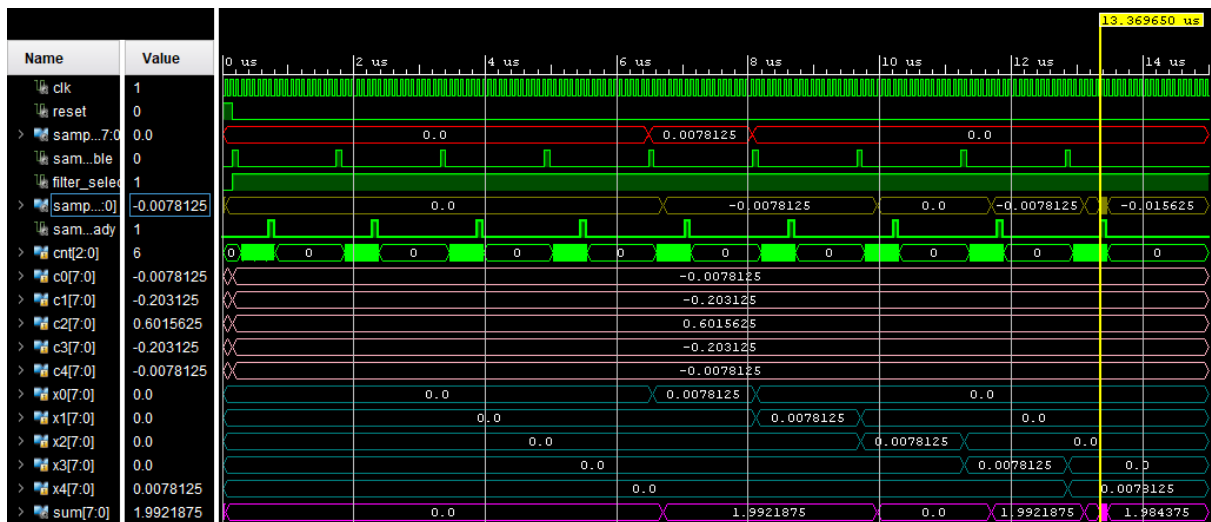 13.369650 us
Name Value 0 us 2 us 4 us 6 us 8 us 10 us 12 us 14 us
clk 1
reset 0
samp...7:0 0.0 0.0 0.0078125 0.0
sam...ble 0
filter_selec 1
samp...:0] -0.0078125 0.0 -0.0078125 0.0 -0.0078125 -0.015625
sam...ady 1
cnt[2:0] 6 0 0 0 0 0 0 0 0 0
c0[7:0] -0.0078125 -0.0078125
c1[7:0] -0.203125 -0.203125
c2[7:0] 0.6015625 0.6015625
c3[7:0] -0.203125 -0.203125
c4[7:0] -0.0078125 -0.0078125
x0[7:0] 0.0 0.0 0.0078125 0.0
x1[7:0] 0.0 0.0 0.0078125 0.0
x2[7:0] 0.0 0.0 0.0078125 0.0
x3[7:0] 0.0 0.0 0.0078125 0.0
x4[7:0] 0.0078125 0.0 0.0078125
sum[7:0] 1.9921875 0.0 1.9921875 0.0 1.9921875 1.984375